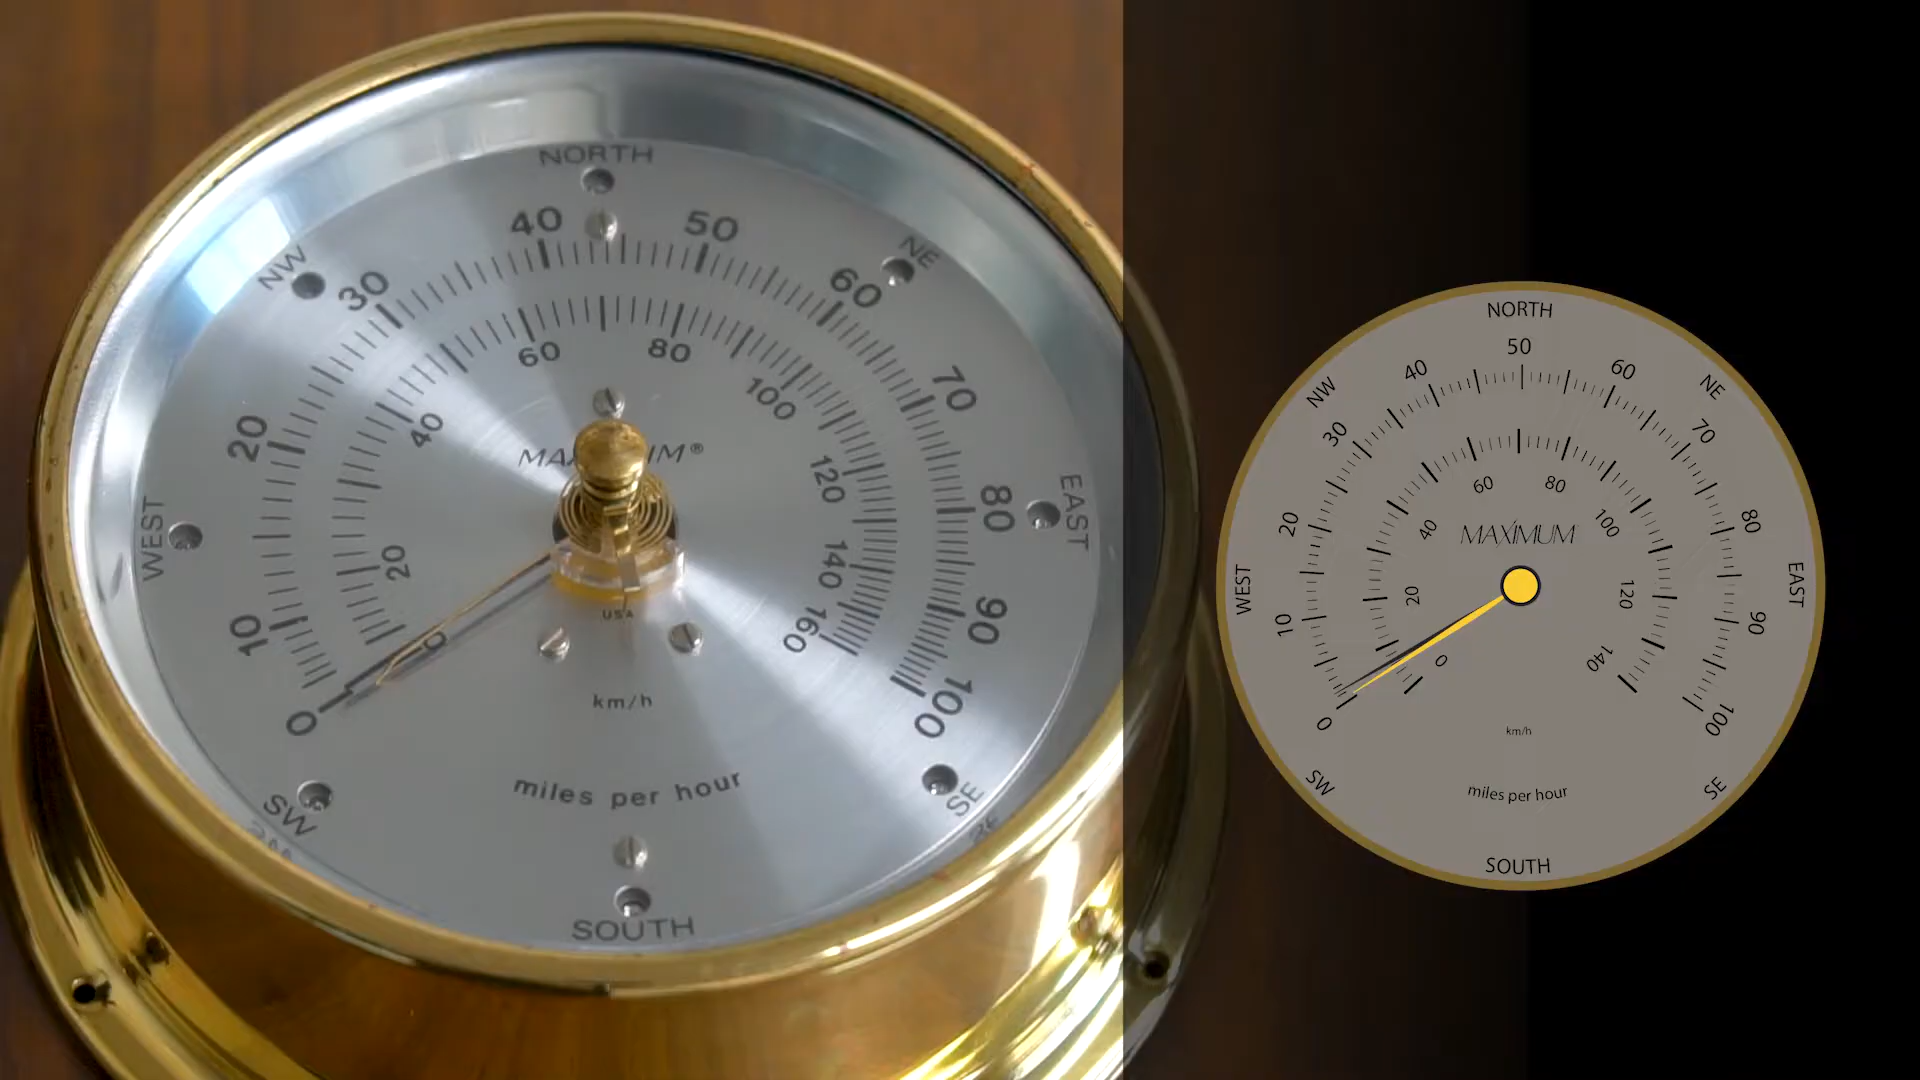 NORTH
40 50
NW NE
30 60
60 80
70
100
20 40
MAXIMUM®
120
80
WEST EAST
20 140
USA
10 0 160 90
km/h
0 100
miles per hour
SW SE
SOUTH
NORTH
50
40 60
NW NE
30 70
60 80
20 40 100 80
MAXIMUM
WEST 20 120 EAST
10 90
0 140
0 100
km/h
SW SE
miles per hour
SOUTH